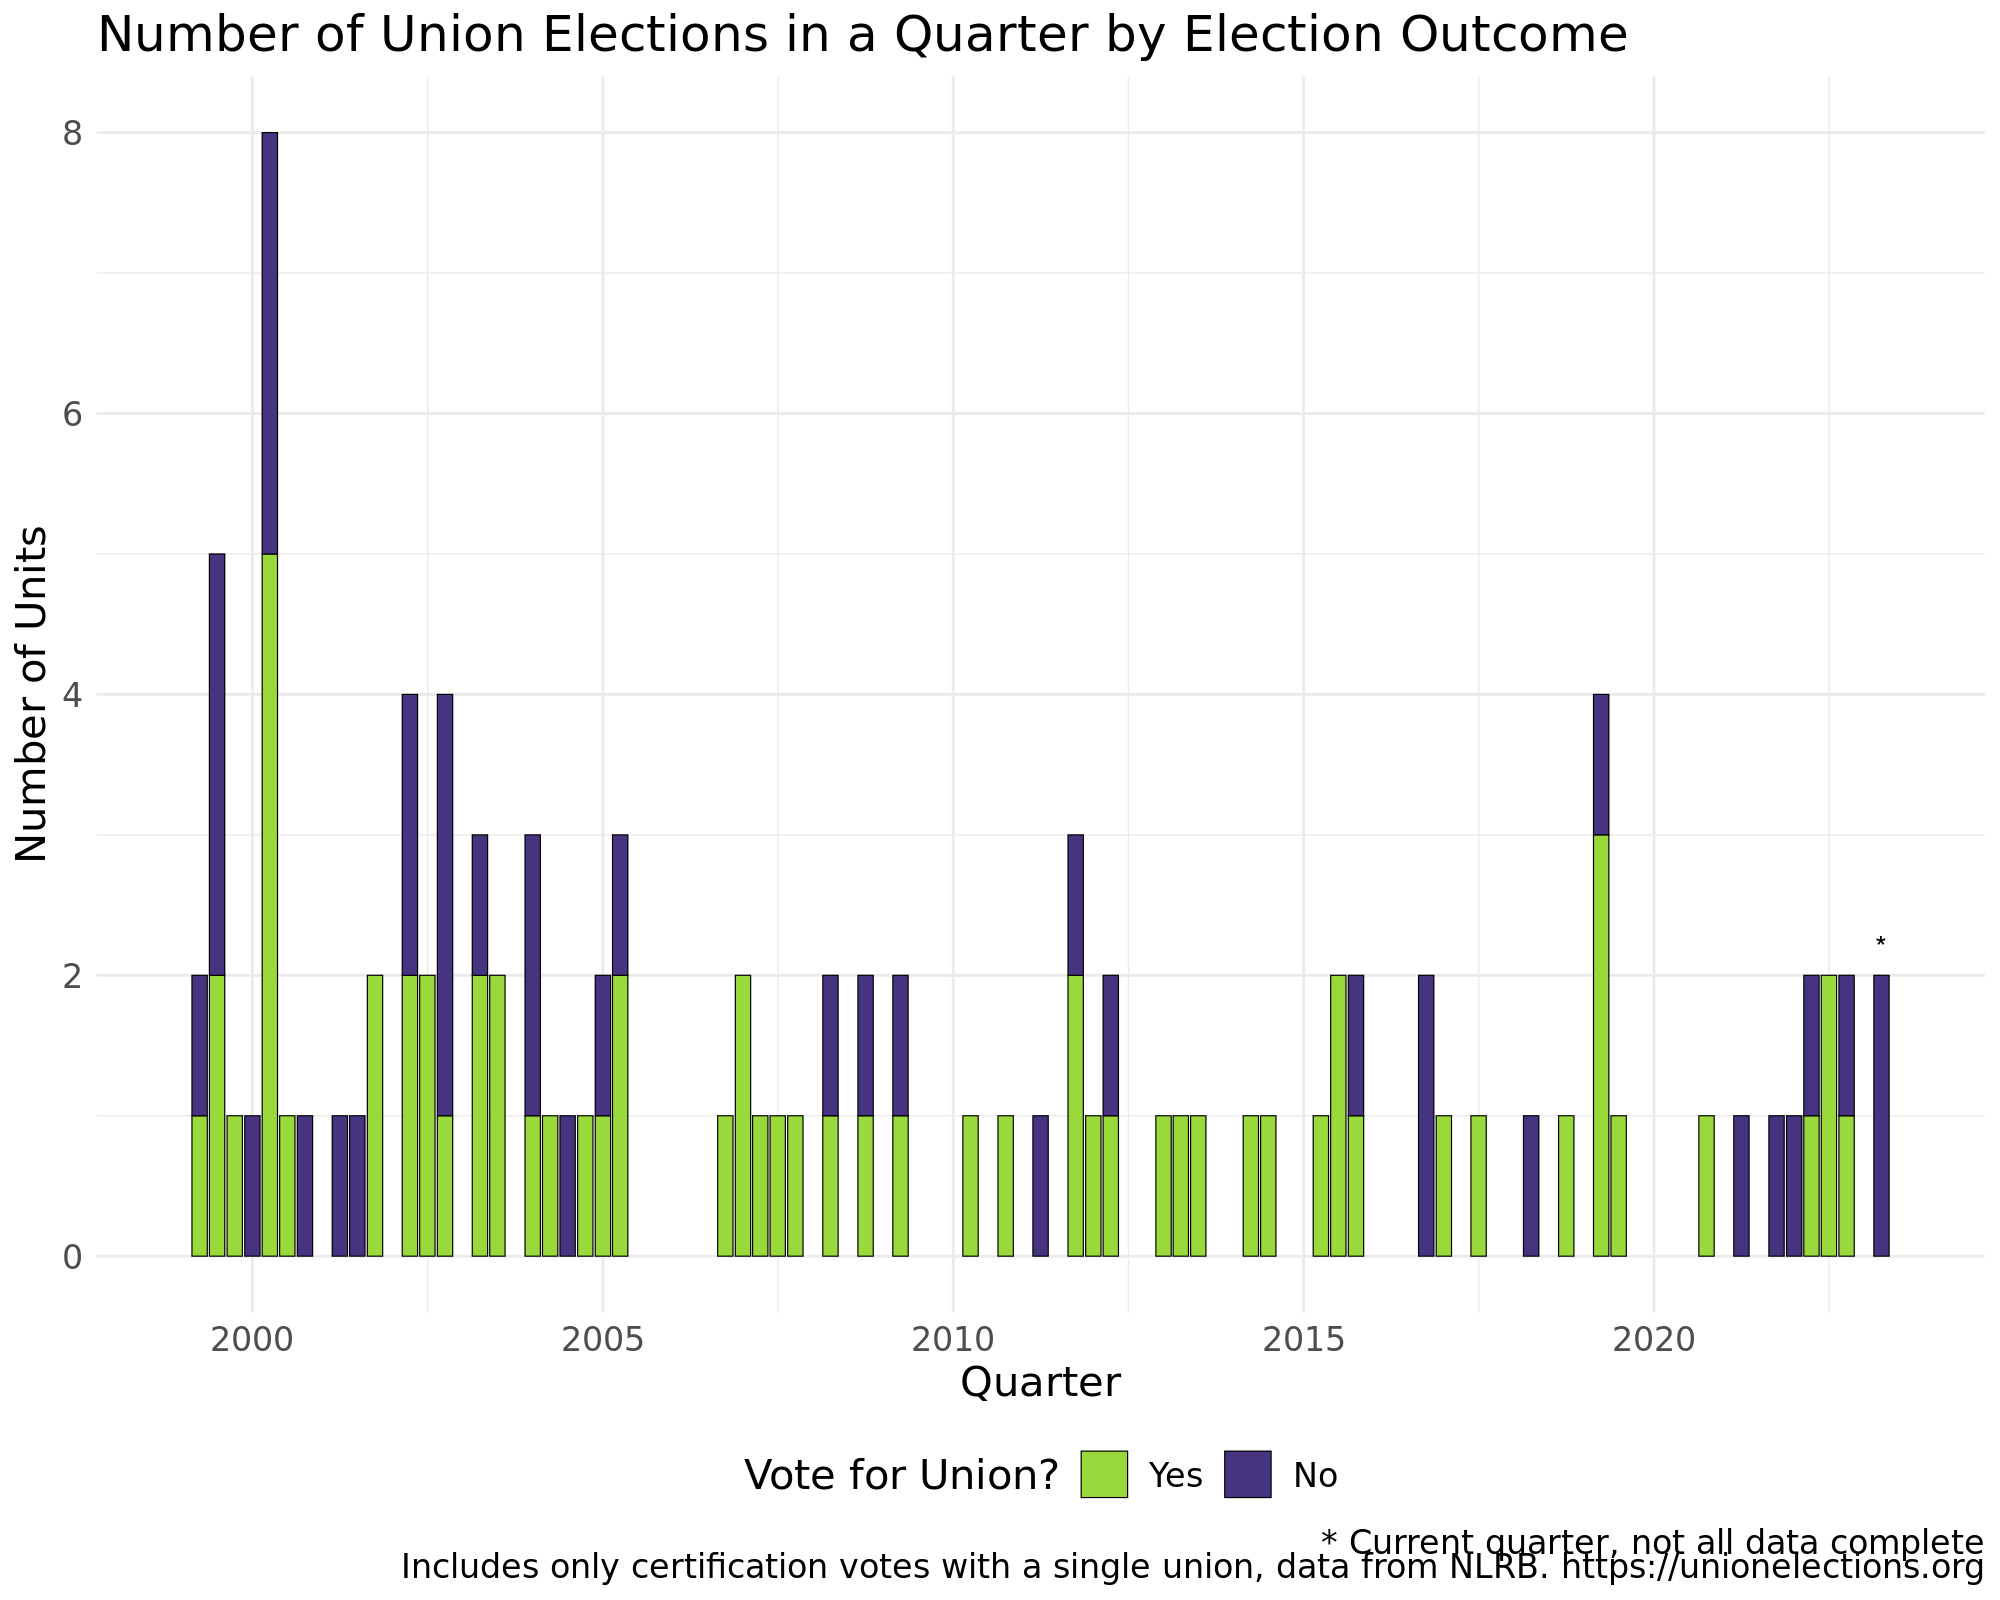 Number of Union Elections in a Quarter by Election Outcome
8
6
4
2
0
Number of Units
*
2000 2005 2010 2015 2020
Quarter
Vote for Union? Yes No
* Current quarter, not all data complete
Includes only certification votes with a single union, data from NLRB. https://unionelections.org